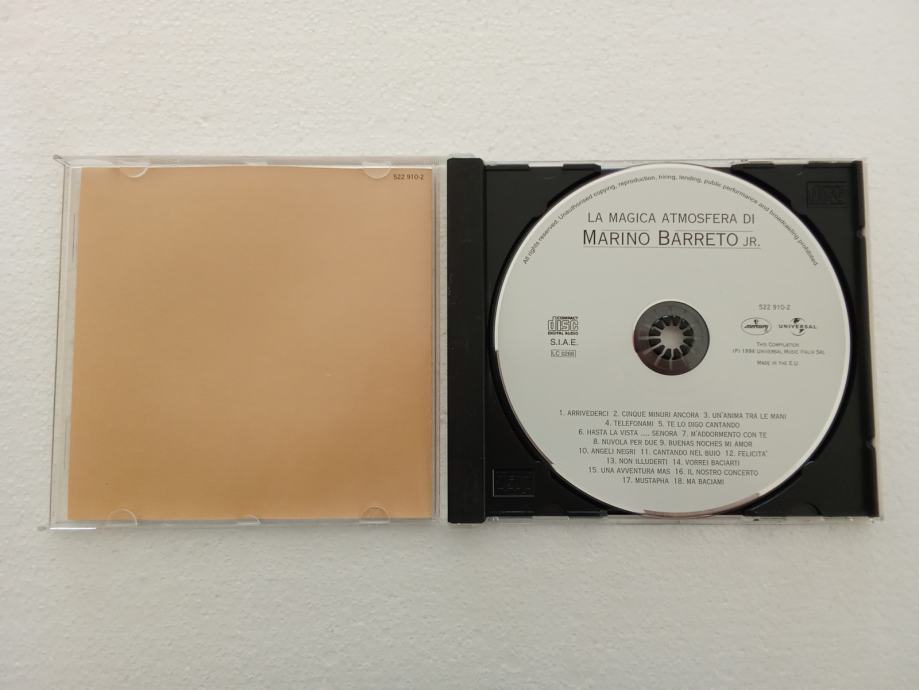 522 910-2
All rights reserved. Unauthorised copying, reproduction, hiring, lending, public performance and broadcasting prohibited
LA MAGICA ATMOSFERA DI
MARINO BARRETO JR.
522 910-2
COMPACT
disc
DIGITAL AUDIO
S.I.A.E.
LC 0268
mercury
UNIVERSAL
THIS COMPILATION
(P) 1994 UNIVERSAL MUSIC ITALIA SRL
MADE IN THE E.U.
1. ARRIVEDERCI 2. CINQUE MINURI ANCORA 3. UN'ANIMA TRA LE MANI
4. TELEFONAMI 5. TE LO DIGO CANTANDO
6. HASTA LA VISTA .... SENORA 7. M'ADDORMENTO CON TE
8. NUVOLA PER DUE 9. BUENAS NOCHES MI AMOR
10. ANGELI NEGRI 11. CANTANDO NEL BUIO 12. FELICITA'
13. NON ILLUDERTI 14. VORREI BACIARTI
15. UNA AVVENTURA MAS 16. IL NOSTRO CONCERTO
17. MUSTAPHA 18. MA BACIAMI